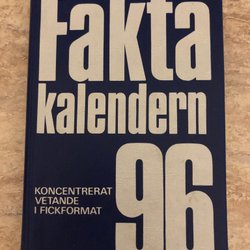 Fakta
kalendern
96
KONCENTRERAT
VETANDE
I FICKFORMAT